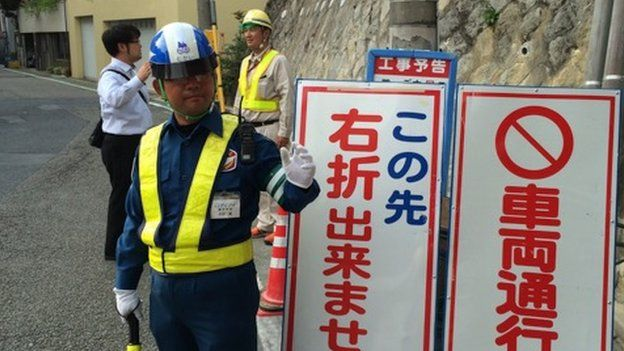 工事予告
この先
右折出来ませ
車両通行